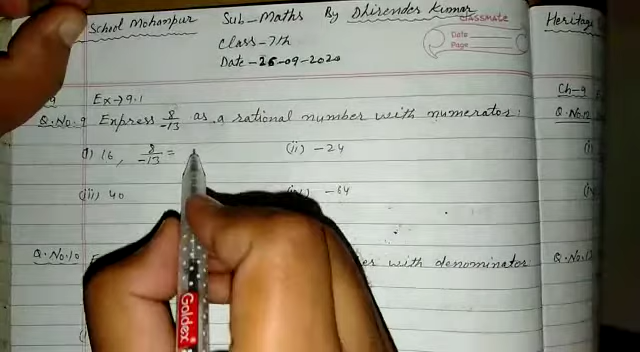 School Mohanpur Sub-Maths By Dhirender Kumar
Class-7th
Date-26-09-2020
classmate
Date
Page
Heritage
Ex→9.1
Ch-9
Q.No.9 Express 8/-13 as a rational number with numerator:
(i) 16, 8/-13 =
(ii) -24
(iii) 40
-64
Q.No.10
with denominator